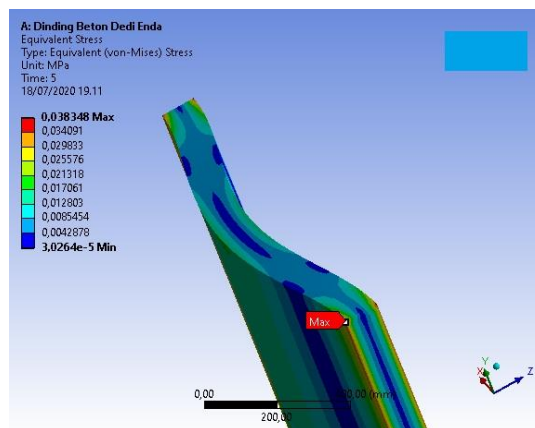 A: Dinding Beton Dedi Enda
Equivalent Stress
Type: Equivalent (von-Mises) Stress
Unit: MPa
Time: 5
18/07/2020 19.11
0,038348 Max
0,034091
0,029833
0,025576
0,021318
0,017061
0,012803
0,0085454
0,0042878
3,0264e-5 Min
Max
0,00
(mm)
200,00
Y
X
Z